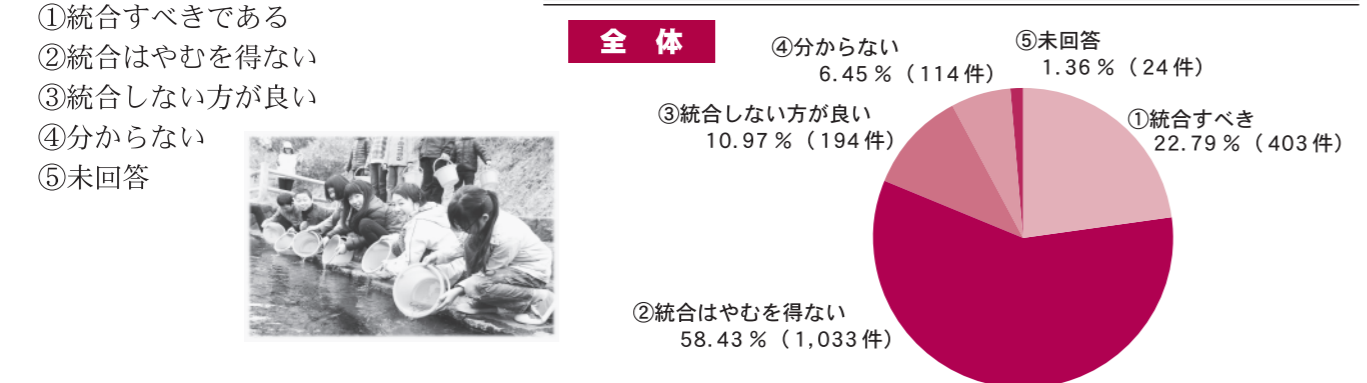 ①統合すべきである
②統合はやむを得ない
③統合しない方が良い
④分からない
⑤未回答
全 体
④分からない
6.45％（114件）
⑤未回答
1.36％（24件）
③統合しない方が良い
10.97％（194件）
①統合すべき
22.79％（403件）
②統合はやむを得ない
58.43％（1,033件）